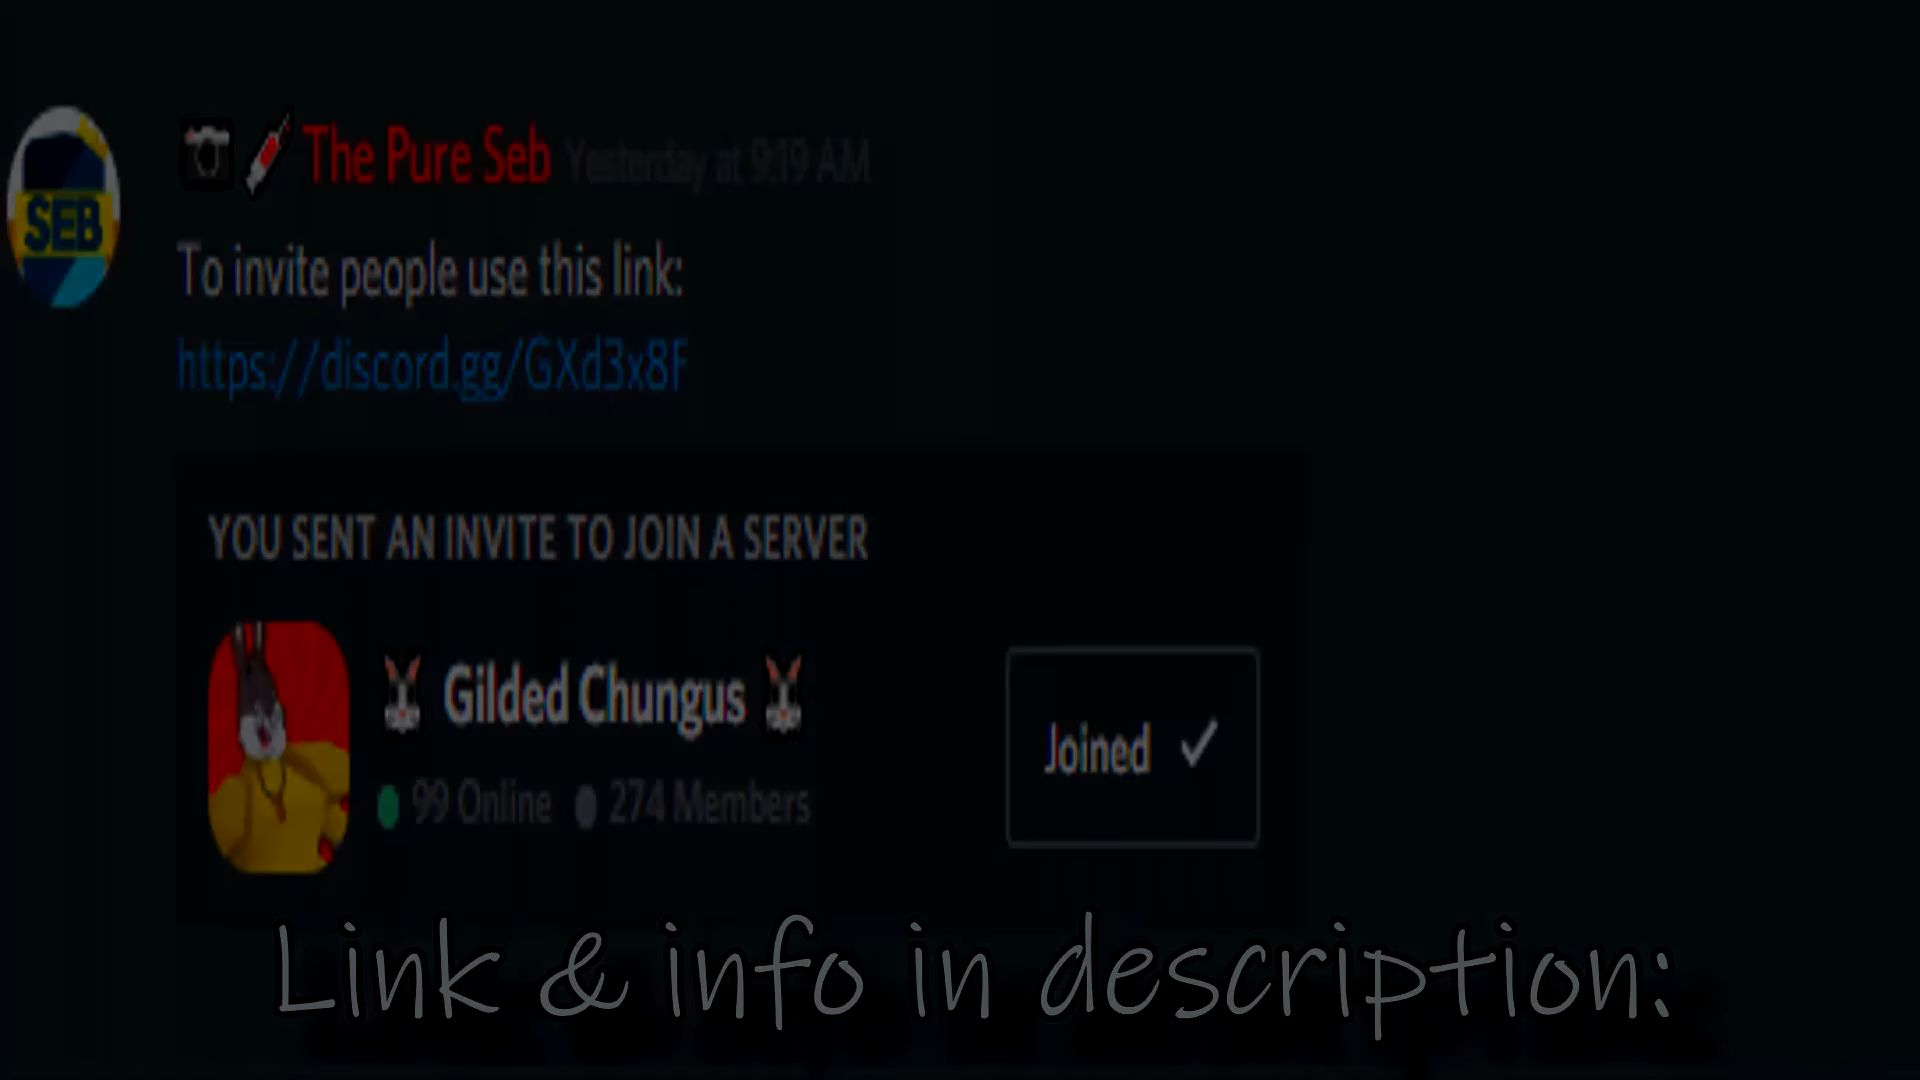 The Pure Seb Yesterday at 9:19 AM
SEB
To invite people use this link:
https://discord.gg/GXd3x8F
YOU SENT AN INVITE TO JOIN A SERVER
Gilded Chungus
99 Online 274 Members
Joined ✓
Link & info in description: